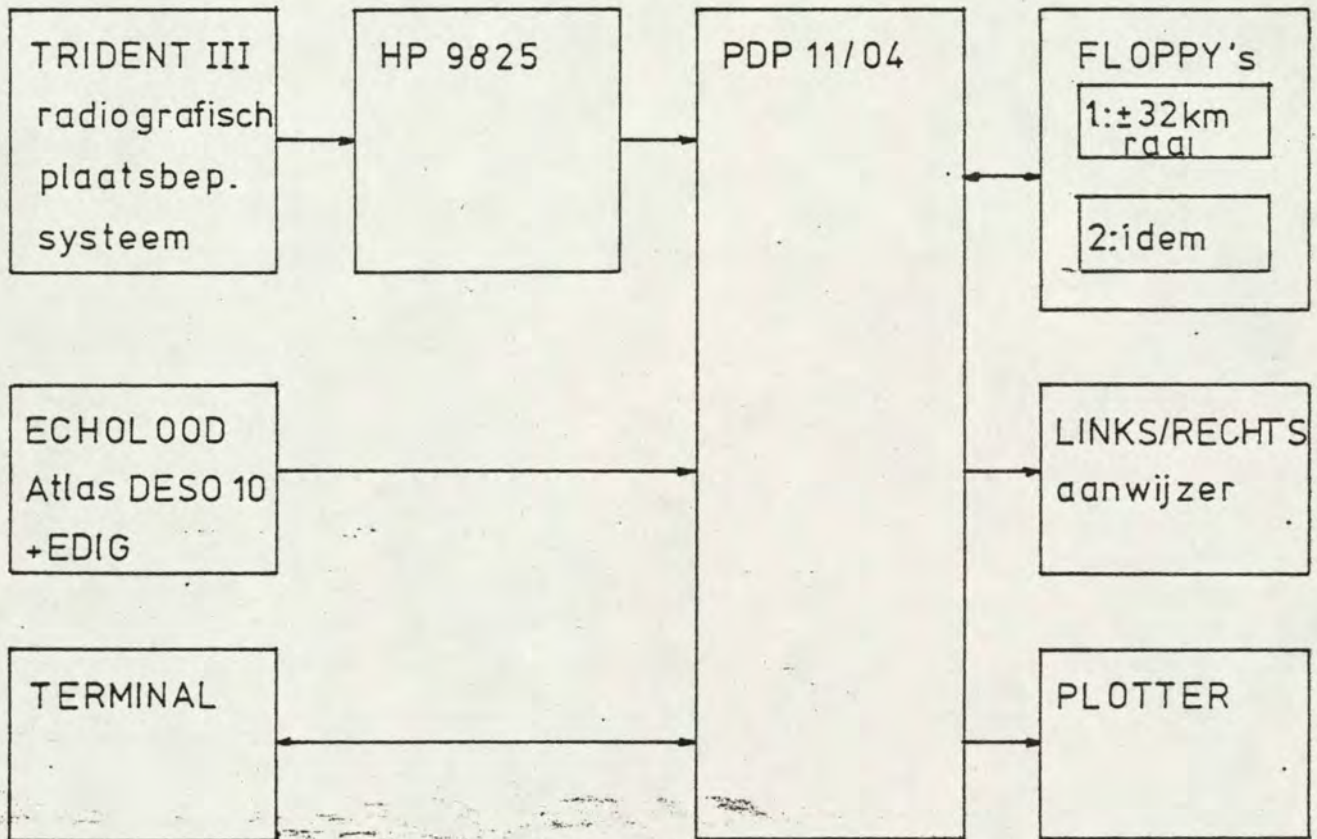 TRIDENT III
radiografisch
plaatsbep.
systeem
HP 9825
PDP 11/04
FLOPPY's
1:±32km
raai
2:idem
ECHOLOOD
Atlas DESO 10
+EDIG
LINKS/RECHTS
aanwijzer
TERMINAL
PLOTTER